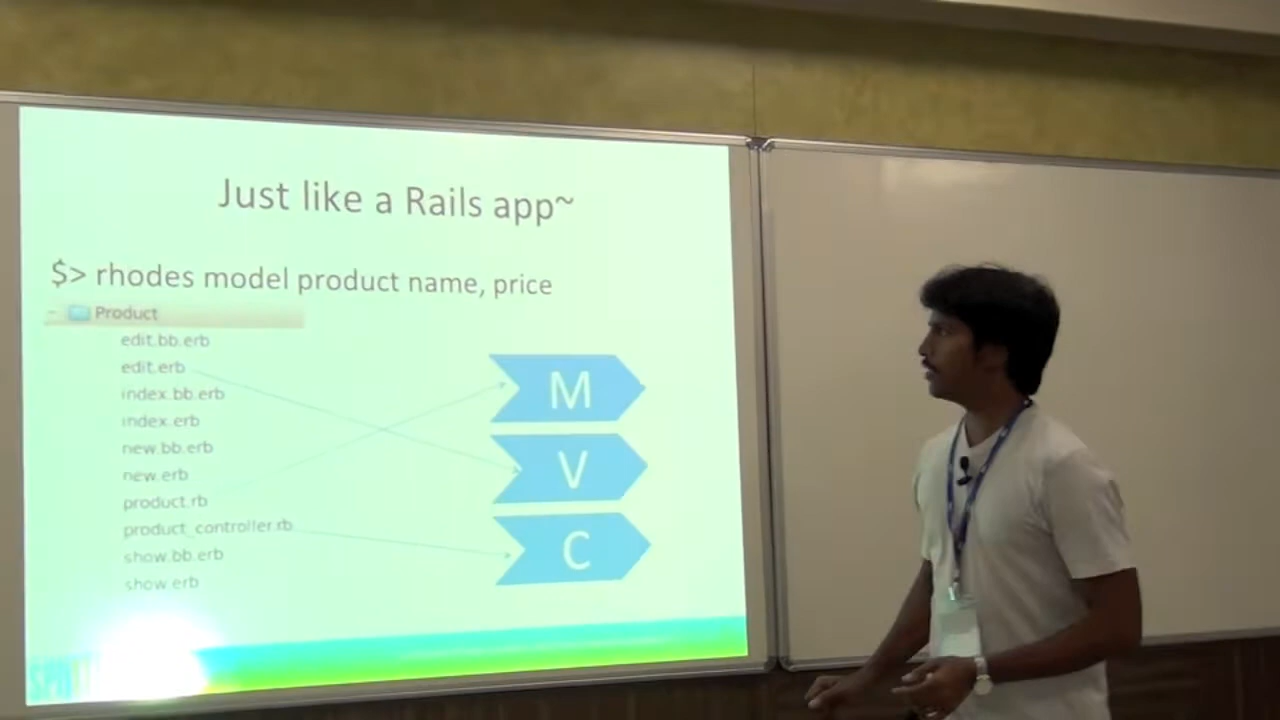 Just like a Rails app~
$> rhodes model product name, price
Product
edit.bb.erb
edit.erb
index.bb.erb
index.erb
new.bb.erb
new.erb
product.rb
product_controller.rb
show.bb.erb
show.erb
M
V
C